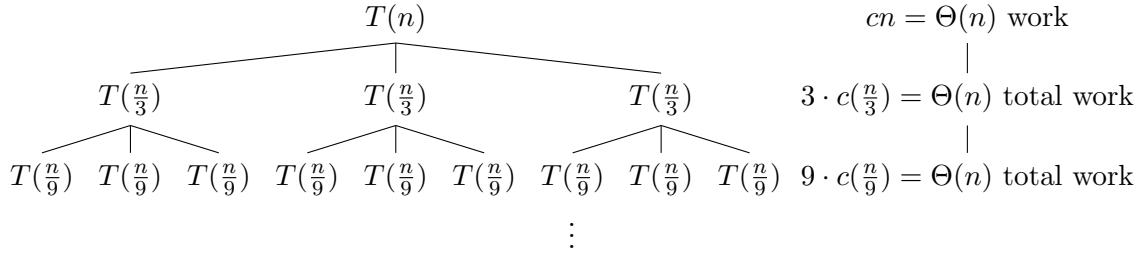 T(n) cn = Θ(n) work
T(n/3) T(n/3) T(n/3) 3 · c(n/3) = Θ(n) total work
T(n/9) T(n/9) T(n/9) T(n/9) T(n/9) T(n/9) T(n/9) T(n/9) T(n/9) 9 · c(n/9) = Θ(n) total work
⋮